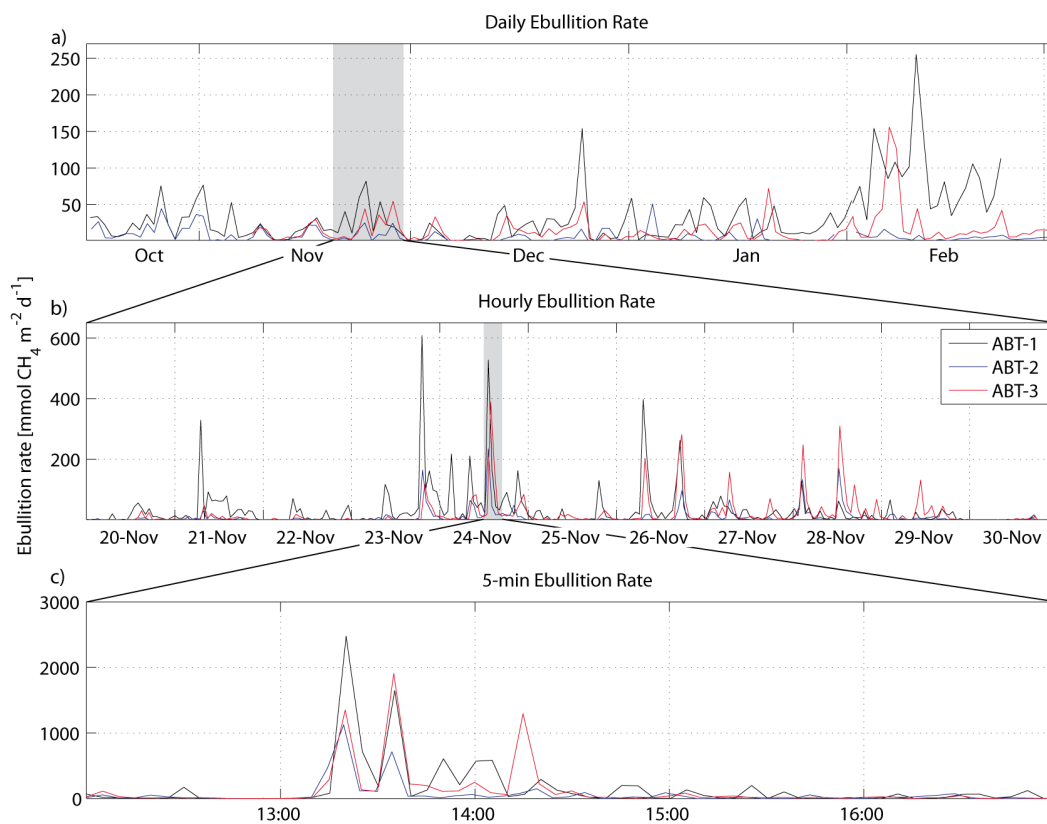 Daily Ebullition Rate
a)
250
200
150
100
50
Oct Nov Dec Jan Feb
Ebullition rate [mmol CH₄ m⁻² d⁻¹]
b)
Hourly Ebullition Rate
600
400
200
ABT-1
ABT-2
ABT-3
20-Nov 21-Nov 22-Nov 23-Nov 24-Nov 25-Nov 26-Nov 27-Nov 28-Nov 29-Nov 30-Nov
c)
5-min Ebullition Rate
3000
2000
1000
0
13:00 14:00 15:00 16:00